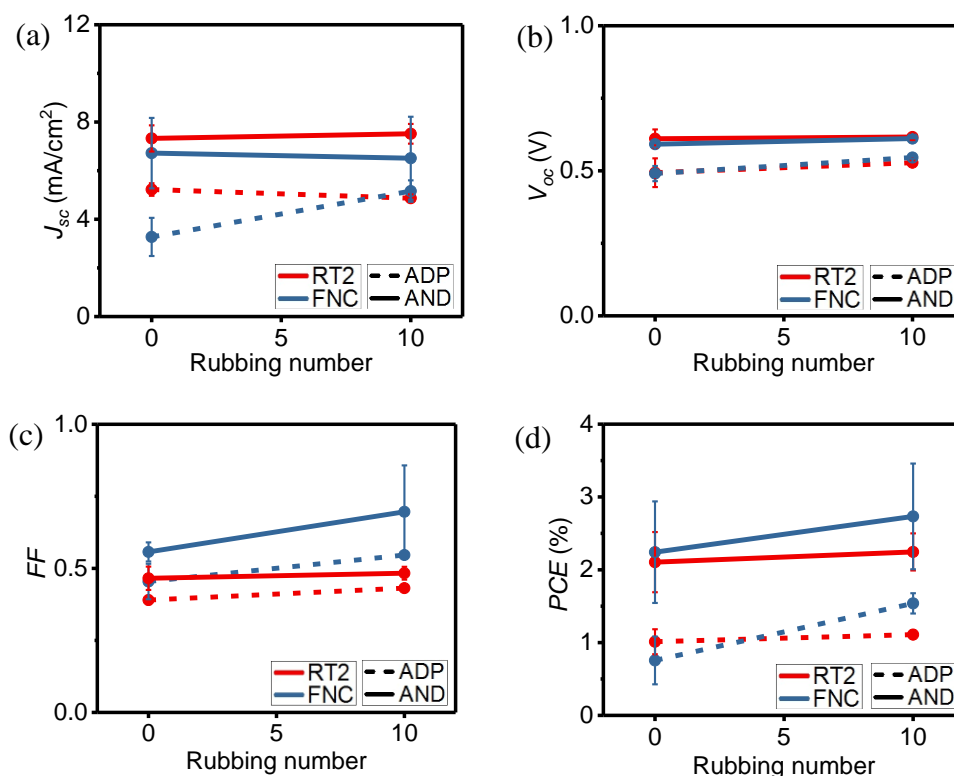 (a)
12
8
4
0
J_sc (mA/cm²)
RT2 ADP
FNC AND
0 5 10
Rubbing number
(b)
1.0
0.5
0.0
V_oc (V)
RT2 ADP
FNC AND
0 5 10
Rubbing number
(c)
1.0
0.5
0.0
FF
RT2 ADP
FNC AND
0 5 10
Rubbing number
(d)
4
3
2
1
0
PCE (%)
RT2 ADP
FNC AND
0 5 10
Rubbing number